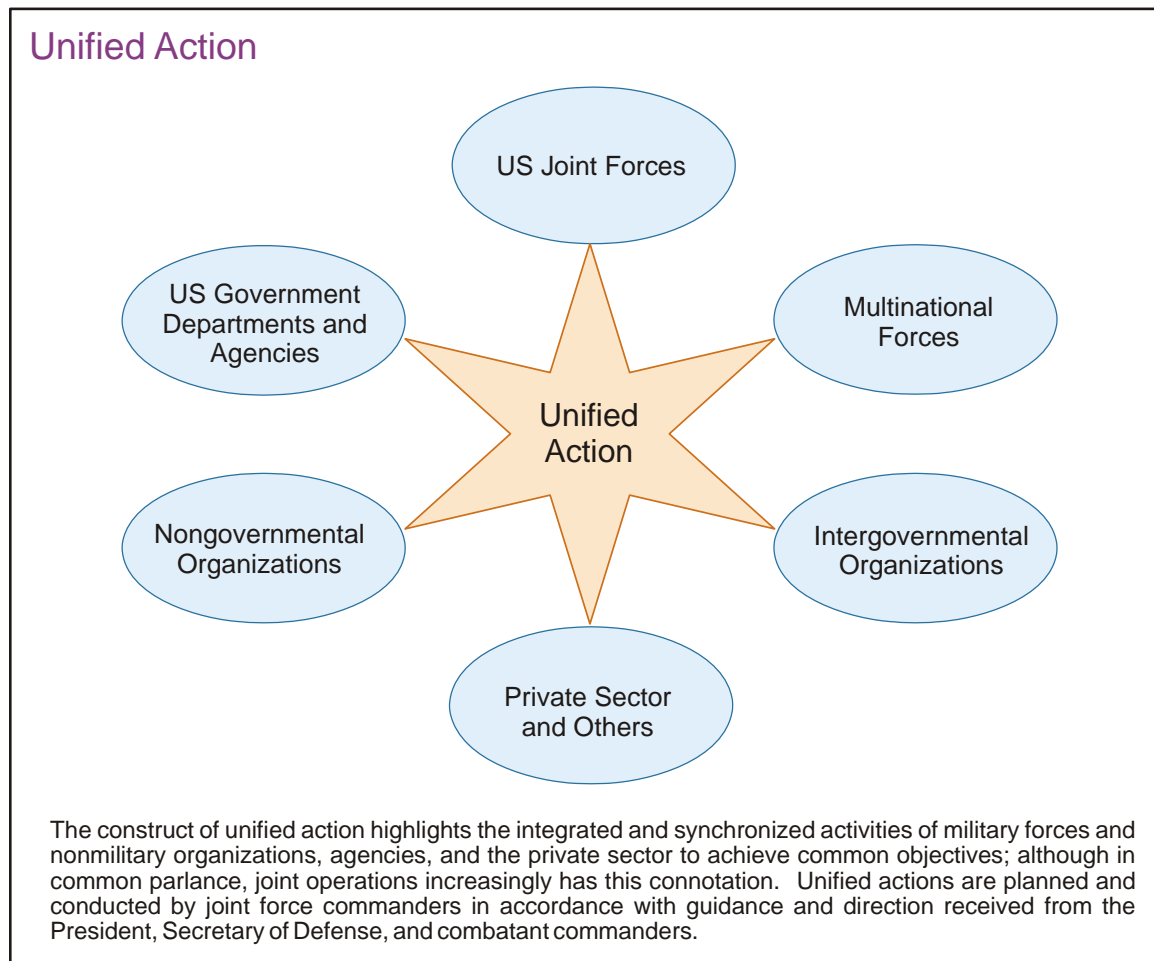 Unified Action
US Joint Forces
US Government
Departments and
Agencies
Multinational
Forces
Unified
Action
Nongovernmental
Organizations
Intergovernmental
Organizations
Private Sector
and Others
The construct of unified action highlights the integrated and synchronized activities of military forces and
nonmilitary organizations, agencies, and the private sector to achieve common objectives; although in
common parlance, joint operations increasingly has this connotation. Unified actions are planned and
conducted by joint force commanders in accordance with guidance and direction received from the
President, Secretary of Defense, and combatant commanders.